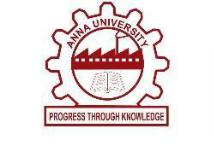 ANNA UNIVERSITY
PROGRESS THROUGH KNOWLEDGE